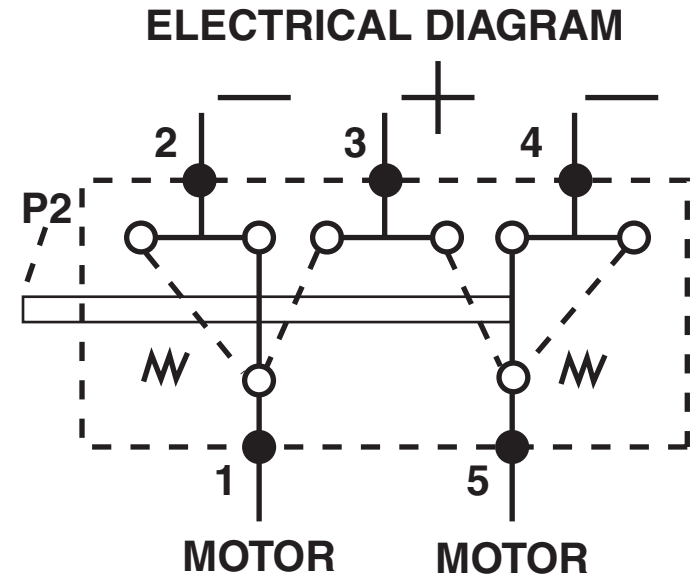 ELECTRICAL DIAGRAM
— + —
2 3 4
P2
1 5
MOTOR MOTOR